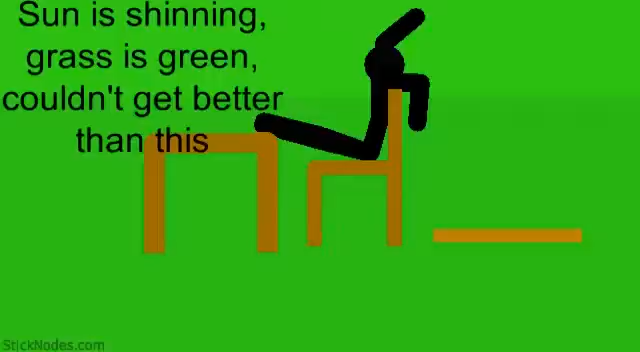 Sun is shinning,
grass is green,
couldn't get better
than this
StickNodes.com